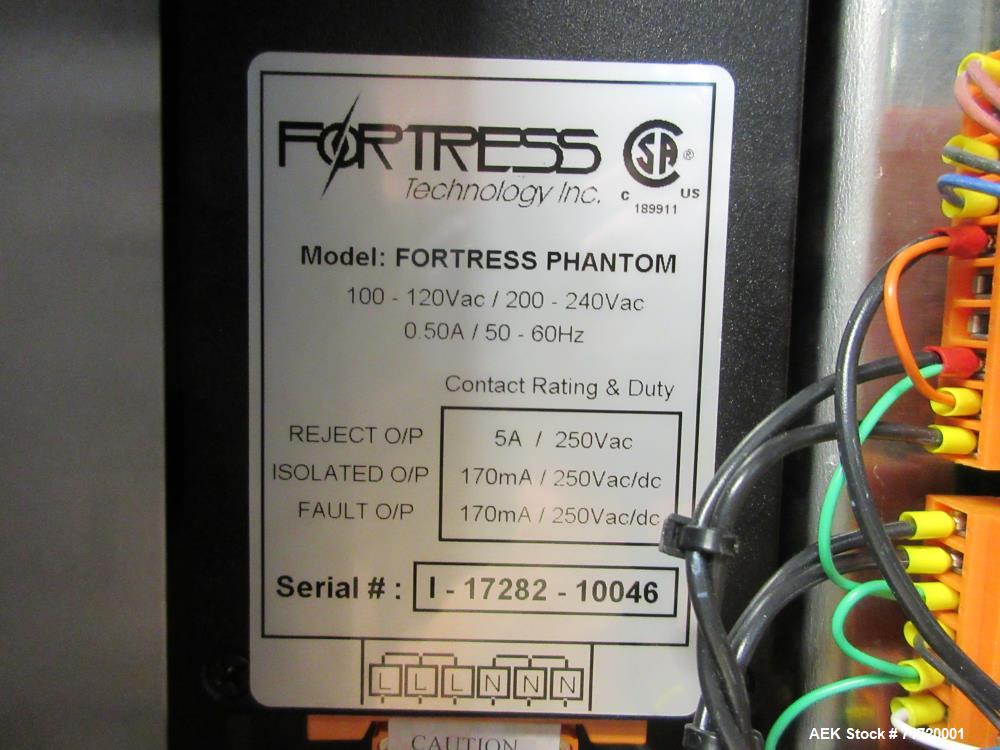 FORTRESS
Technology Inc.
CSA ®
C US
189911
Model: FORTRESS PHANTOM
100 - 120Vac / 200 - 240Vac
0.50A / 50 - 60Hz
Contact Rating & Duty
REJECT O/P 5A / 250Vac
ISOLATED O/P 170mA / 250Vac/dc
FAULT O/P 170mA / 250Vac/dc
Serial # : I - 17282 - 10046
L L L N N N
CAUTION
AEK Stock #